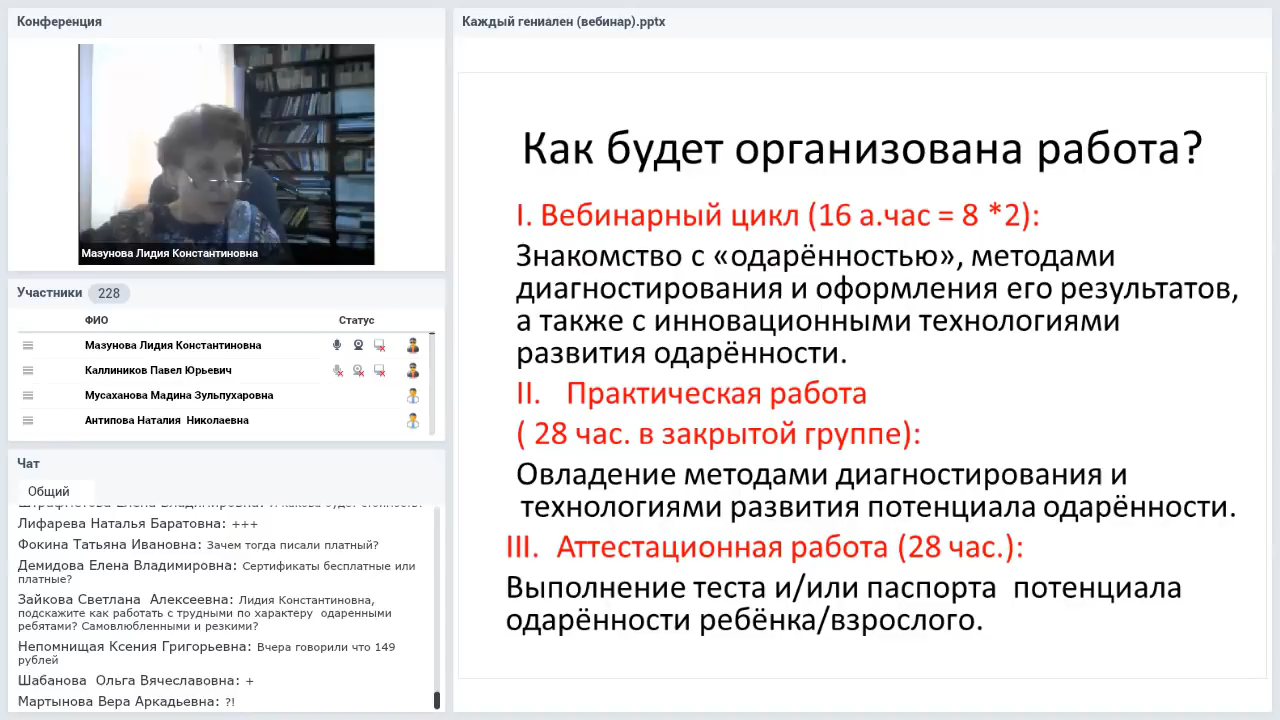 Конференция
Мазунова Лидия Константиновна
Участники 228
ФИО Статус
Мазунова Лидия Константиновна
Каллиников Павел Юрьевич
Мусаханова Мадина Зульпухаровна
Антипова Наталия Николаевна
Чат
Общий
Лифарева Наталья Баратовна: +++
Фокина Татьяна Ивановна: Зачем тогда писали платный?
Демидова Елена Владимировна: Сертификаты бесплатные или
платные?
Зайкова Светлана Алексеевна: Лидия Константиновна,
подскажите как работать с трудными по характеру одаренными
ребятами? Самовлюбленными и резкими?
Непомнищая Ксения Григорьевна: Вчера говорили что 149
рублей
Шабанова Ольга Вячеславовна: +
Мартынова Вера Аркадьевна: ?!
Каждый гениален (вебинар).pptx
Как будет организована работа?
I. Вебинарный цикл (16 а.час = 8 *2):
Знакомство с «одарённостью», методами
диагностирования и оформления его результатов,
а также с инновационными технологиями
развития одарённости.
II. Практическая работа
( 28 час. в закрытой группе):
Овладение методами диагностирования и
технологиями развития потенциала одарённости.
III. Аттестационная работа (28 час.):
Выполнение теста и/или паспорта потенциала
одарённости ребёнка/взрослого.